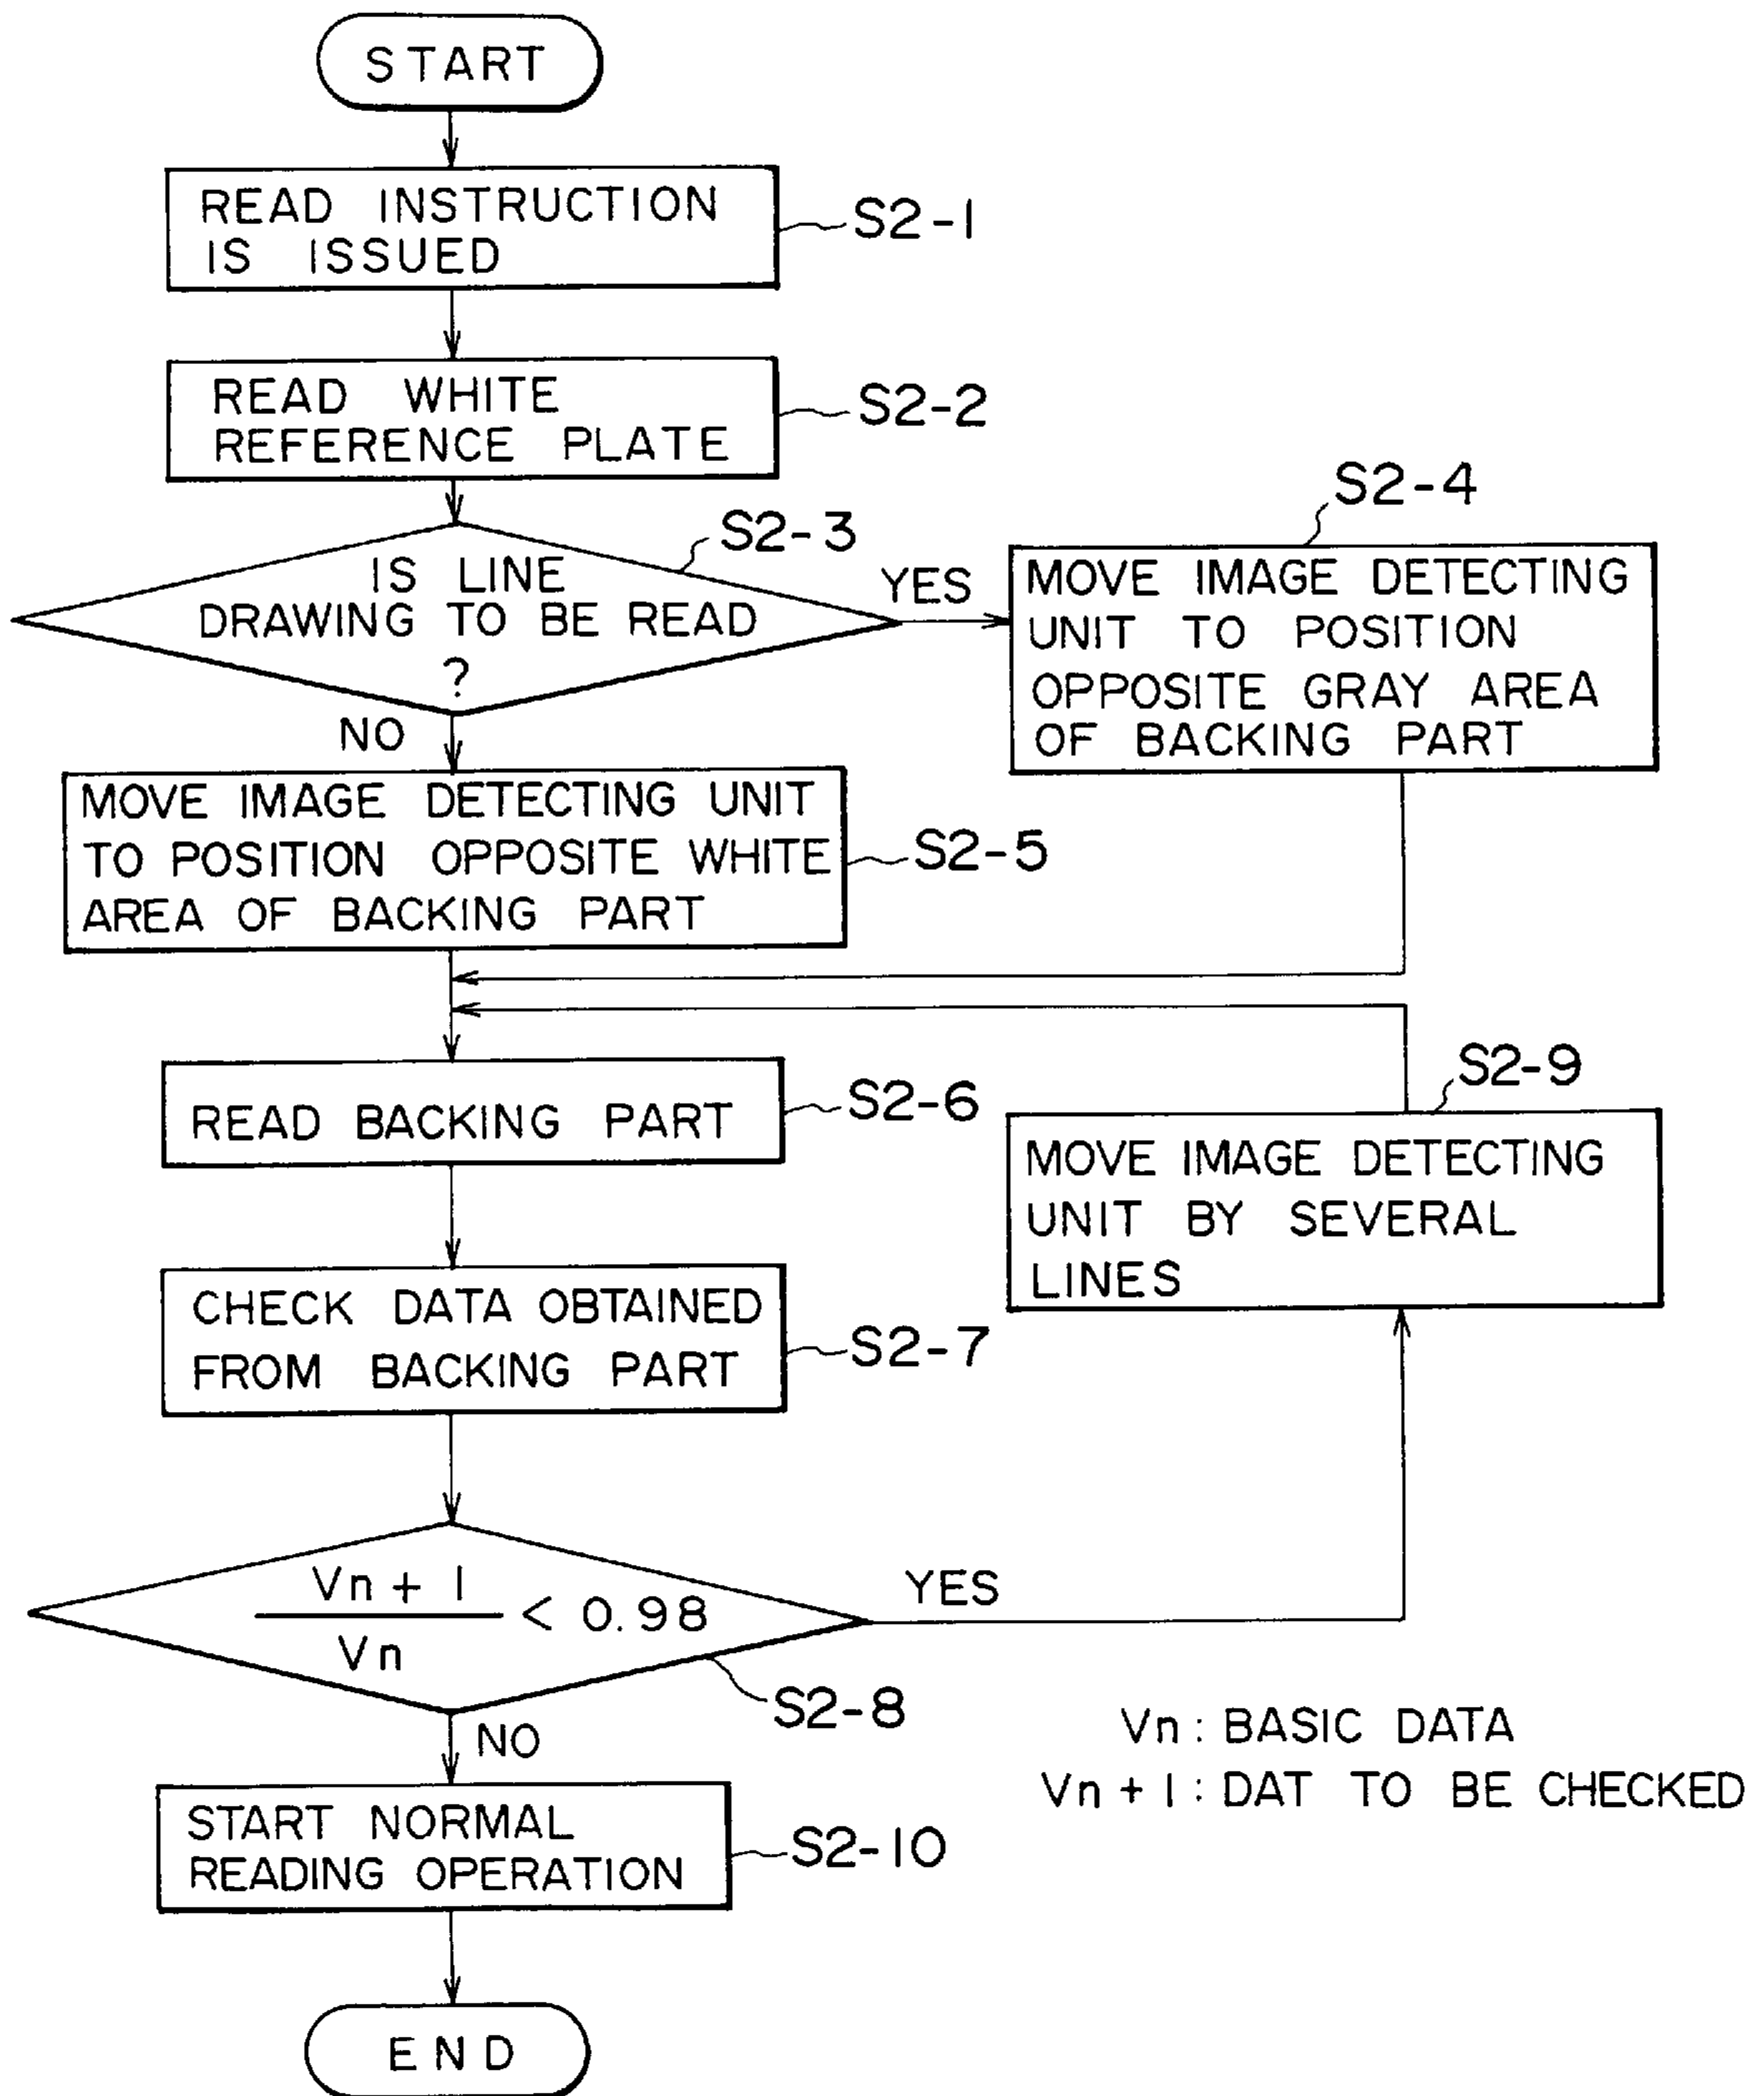 START
READ INSTRUCTION
IS ISSUED
S2-1
READ WHITE
REFERENCE PLATE
S2-2
IS LINE
DRAWING TO BE READ
?
S2-3
YES
NO
MOVE IMAGE DETECTING
UNIT TO POSITION
OPPOSITE GRAY AREA
OF BACKING PART
S2-4
MOVE IMAGE DETECTING UNIT
TO POSITION OPPOSITE WHITE
AREA OF BACKING PART
S2-5
READ BACKING PART
S2-6
CHECK DATA OBTAINED
FROM BACKING PART
S2-7
MOVE IMAGE DETECTING
UNIT BY SEVERAL
LINES
S2-9
Vn + 1
Vn
< 0.98
YES
S2-8
NO
START NORMAL
READING OPERATION
S2-10
Vn : BASIC DATA
Vn + 1 : DAT TO BE CHECKED
END